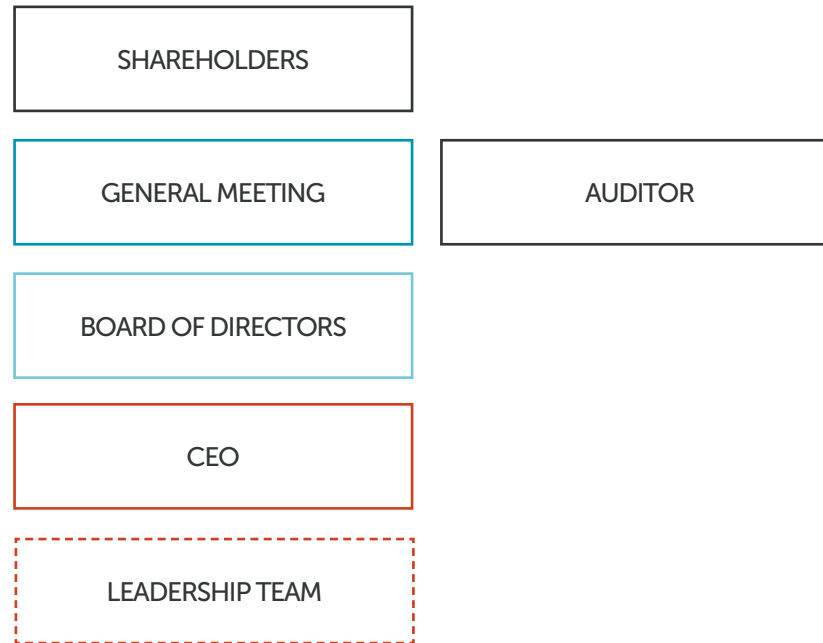 SHAREHOLDERS
GENERAL MEETING
AUDITOR
BOARD OF DIRECTORS
CEO
LEADERSHIP TEAM